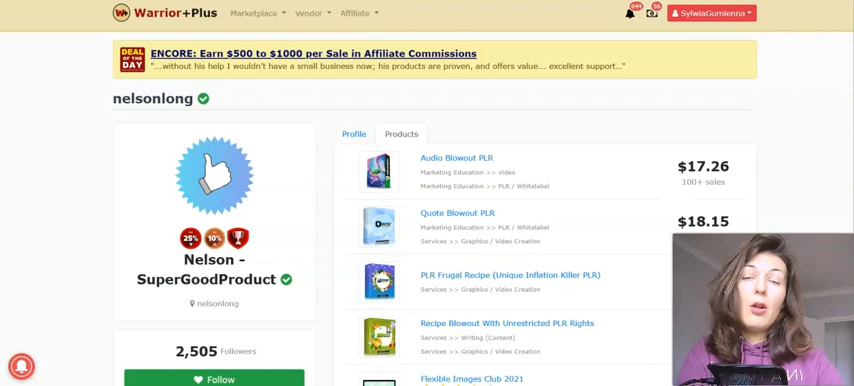 Warrior+Plus
Marketplace
Vendor
Affiliate
644
56
SylwiaGumienna
DEAL OF THE DAY
ENCORE: Earn $500 to $1000 per Sale in Affiliate Commissions
"...without his help I wouldn't have a small business now; his products are proven, and offers value... excellent support..."
nelsonlong
25%
10%
Nelson -
SuperGoodProduct
nelsonlong
2,505 Followers
Follow
Profile
Products
Audio Blowout PLR
Marketing Education >> Video
Marketing Education >> PLR / Whitelabel
$17.26
100+ sales
Quote Blowout PLR
Marketing Education >> PLR / Whitelabel
Services >> Graphics / Video Creation
$18.15
PLR Frugal Recipe (Unique Inflation Killer PLR)
Services >> Graphics / Video Creation
Recipe Blowout With Unrestricted PLR Rights
Services >> Writing (Content)
Services >> Graphics / Video Creation
Flexible Images Club 2021